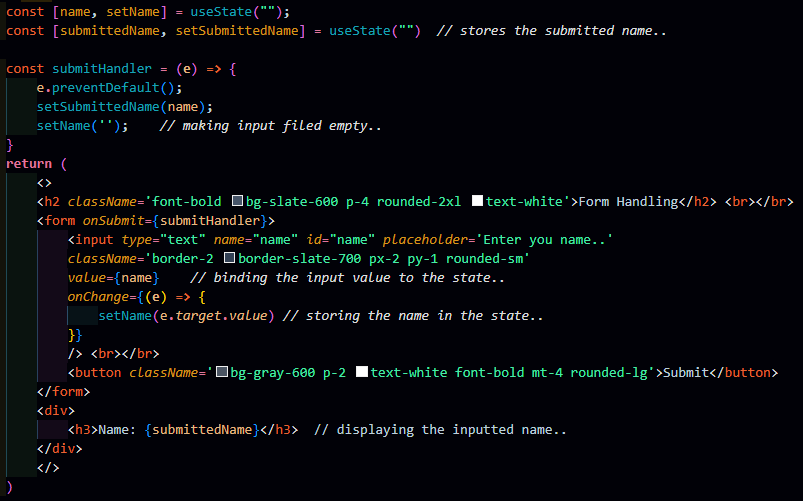 const [name, setName] = useState("");
const [submittedName, setSubmittedName] = useState("")  // stores the submitted name..
const submitHandler = (e) => {
e.preventDefault();
setSubmittedName(name);
setName('');    // making input filed empty..
}
return (
<>
<h2 className='font-bold bg-slate-600 p-4 rounded-2xl text-white'>Form Handling</h2> <br></br>
<form onSubmit={submitHandler}>
<input type="text" name="name" id="name" placeholder='Enter you name..'
className='border-2 border-slate-700 px-2 py-1 rounded-sm'
value={name}    // binding the input value to the state..
onChange={(e) => {
setName(e.target.value) // storing the name in the state..
}}
/> <br></br>
<button className='bg-gray-600 p-2 text-white font-bold mt-4 rounded-lg'>Submit</button>
</form>
<div>
<h3>Name: {submittedName}</h3>  // displaying the inputted name..
</div>
</>
)